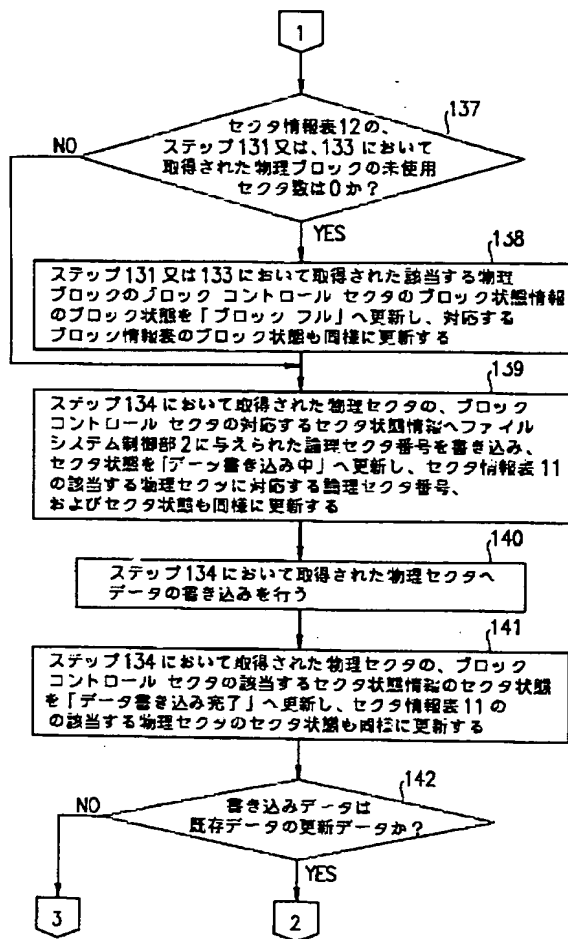 1
137
セクタ情報表12の、
ステップ131又は、133において
取得された物理ブロックの未使用
セクタ数は0か?
NO
YES
138
ステップ131又は133において取得された該当する物理
ブロックのブロック コントロール セクタのブロック状態情報
のブロック状態を「ブロック フル」へ更新し、対応する
ブロック情報表のブロック状態も同様に更新する
139
ステップ134において取得された物理セクタの、ブロック
コントロール セクタの対応するセクタ状態情報へファイル
システム制御部2に与えられた論理セクタ番号を書き込み、
セクタ状態を「データ書き込み中」へ更新し、セクタ情報表11
の該当する物理セクタに対応する論理セクタ番号、
およびセクタ状態も同様に更新する
140
ステップ134において取得された物理セクタへ
データの書き込みを行う
141
ステップ134において取得された物理セクタの、ブロック
コントロール セクタの該当するセクタ状態情報のセクタ状態
を「データ書き込み完了」へ更新し、セクタ情報表11の
の該当する物理セクタのセクタ状態も同様に更新する
142
書き込みデータは
既存データの更新データか?
NO
YES
3
2